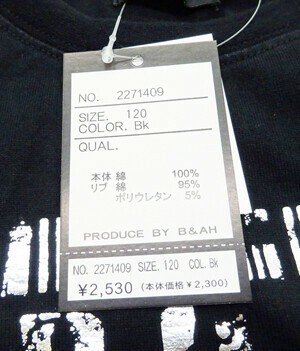 NO. 2271409
SIZE. 120
COLOR. Bk
QUAL.
本体 綿 100%
リブ 綿 95%
ポリウレタン 5%
PRODUCE BY B&AH
NO. 2271409 SIZE. 120 COL. Bk
¥2,530 (本体価格¥2,300)